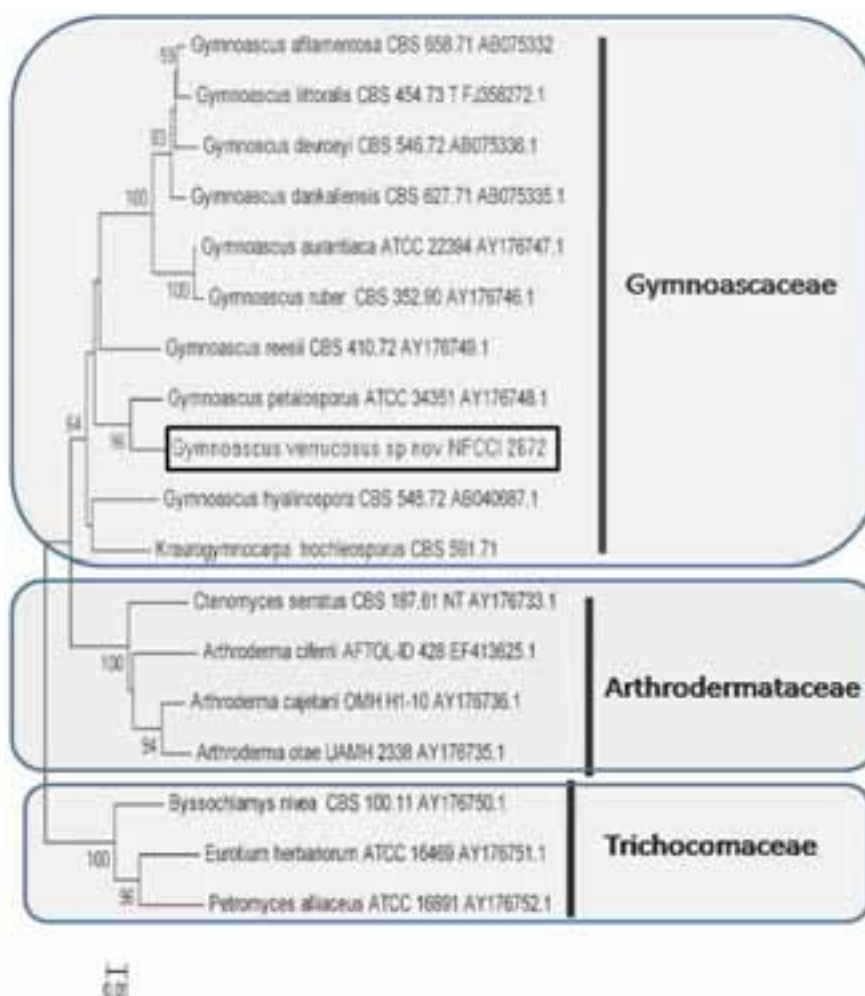 59
Gymnoascus afilamentosa CBS 658.71 AB075332
Gymnoascus littoralis CBS 454.73 T FJ358272.1
83
Gymnoscus devroeyi CBS 546.72 AB075336.1
100
Gymnoascus dankaliensis CBS 627.71 AB075335.1
Gymnoascus aurantiaca ATCC 22394 AY176747.1
100
Gymnoascus ruber CBS 352.90 AY176746.1
Gymnoascaceae
Gymnoascus reesii CBS 410.72 AY176749.1
Gymnoascus petalosporus ATCC 34351 AY176748.1
Gymnoascus verrucosus sp nov NFCCI 2672
Gymnoascus hyalinospora CBS 548.72 AB040687.1
Kraurogymnocarpa trochleosporus CBS 591.71
Ctenomyces serratus CBS 187.61 NT AY176733.1
100
Arthroderma ciferrii AFTOL-ID 428 EF413625.1
Arthrodermataceae
Arthroderma cajetani OMH H1-10 AY176736.1
94
Arthroderma otae UAMH 2338 AY176735.1
Byssochlamys nivea CBS 100.11 AY176750.1
100
Eurotium herbariorum ATCC 16469 AY176751.1
Trichocomaceae
96
Petromyces alliaceus ATCC 16891 AY176752.1